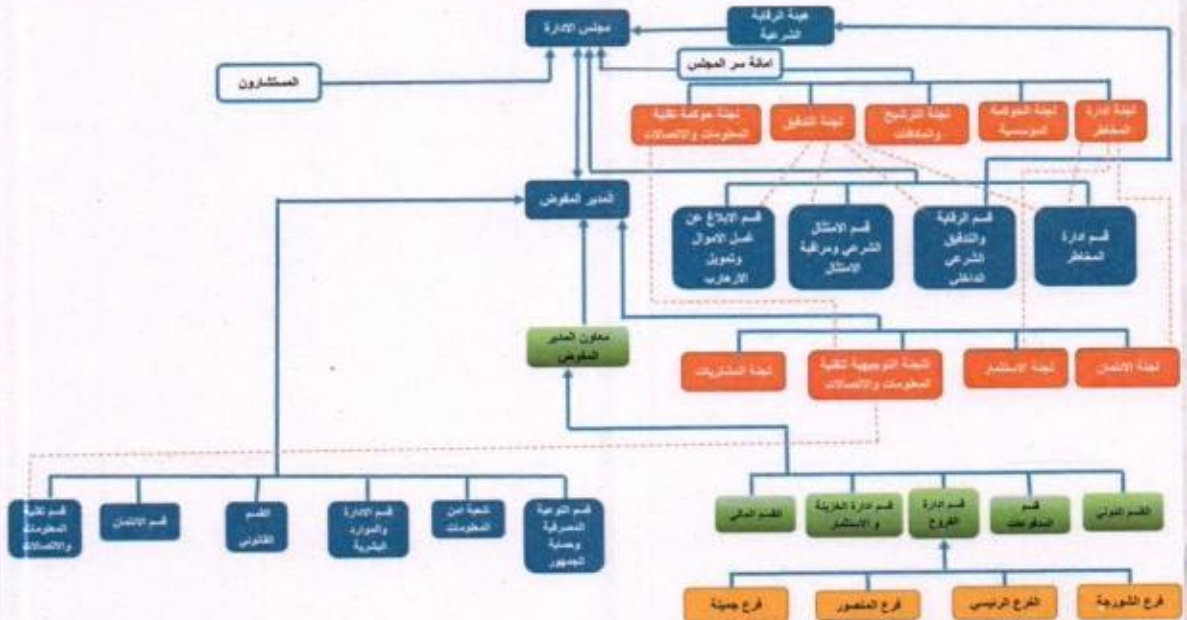 هيئة الرقابة
الشرعية
مجلس الادارة
امانة سر المجلس
المستشارون
لجنة ادارة
المخاطر
لجنة الحوكمة
المؤسسية
لجنة الترشيح
والمكافآت
لجنة التدقيق
لجنة حوكمة تقنية
المعلومات والاتصالات
المدير المفوض
قسم ادارة
المخاطر
قسم الرقابة
والتدقيق
الشرعي
الداخلي
قسم الامتثال
الشرعي ومراقبة
الامتثال
قسم الابلاغ عن
غسل الاموال
وتمويل
الارهاب
معاون المدير
المفوض
لجنة الائتمان
لجنة الاستثمار
اللجنة التوجيهية لتقنية
المعلومات والاتصالات
لجنة المشتريات
القسم الدولي
قسم
المدفوعات
قسم ادارة
الفروع
قسم ادارة الخزينة
و الاستثمار
القسم المالي
قسم التوعية
المصرفية
وحماية
الجمهور
شعبة امن
المعلومات
قسم الادارة
والموارد
البشرية
القسم
القانوني
قسم الائتمان
قسم تقنية
المعلومات
والاتصالات
فرع الشورجة
الفرع الرئيسي
فرع المنصور
فرع جميلة